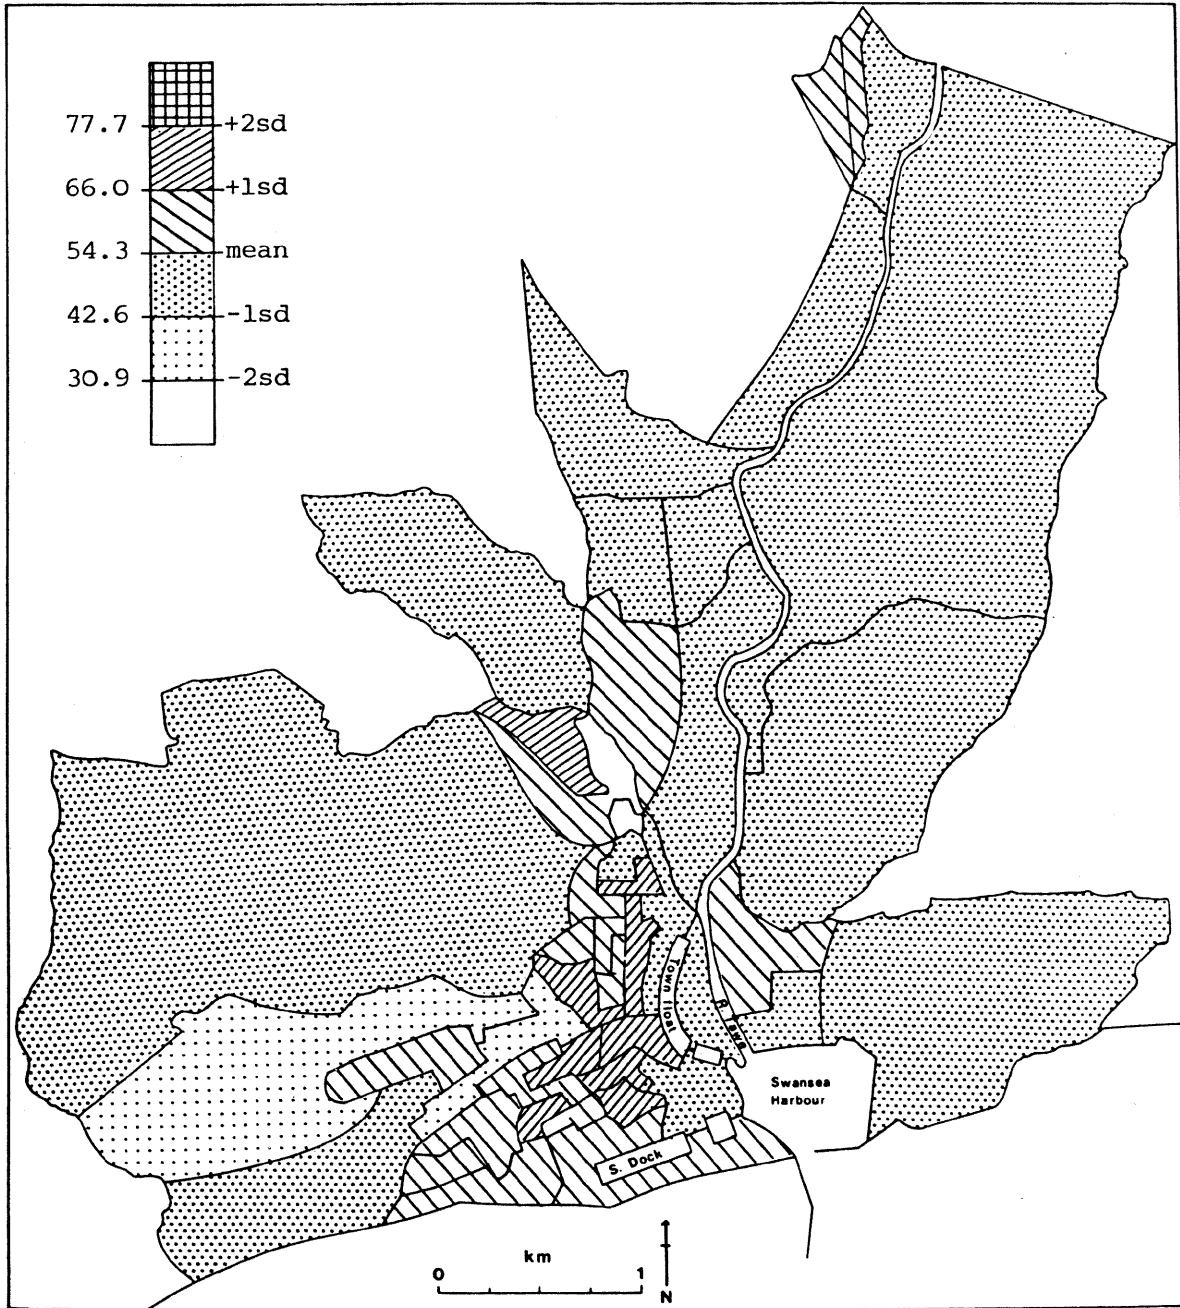 77.7 +2sd
66.0 +1sd
54.3 mean
42.6 -1sd
30.9 -2sd
Town float
R. Tawe
Swansea
Harbour
S. Dock
km
0 1
N